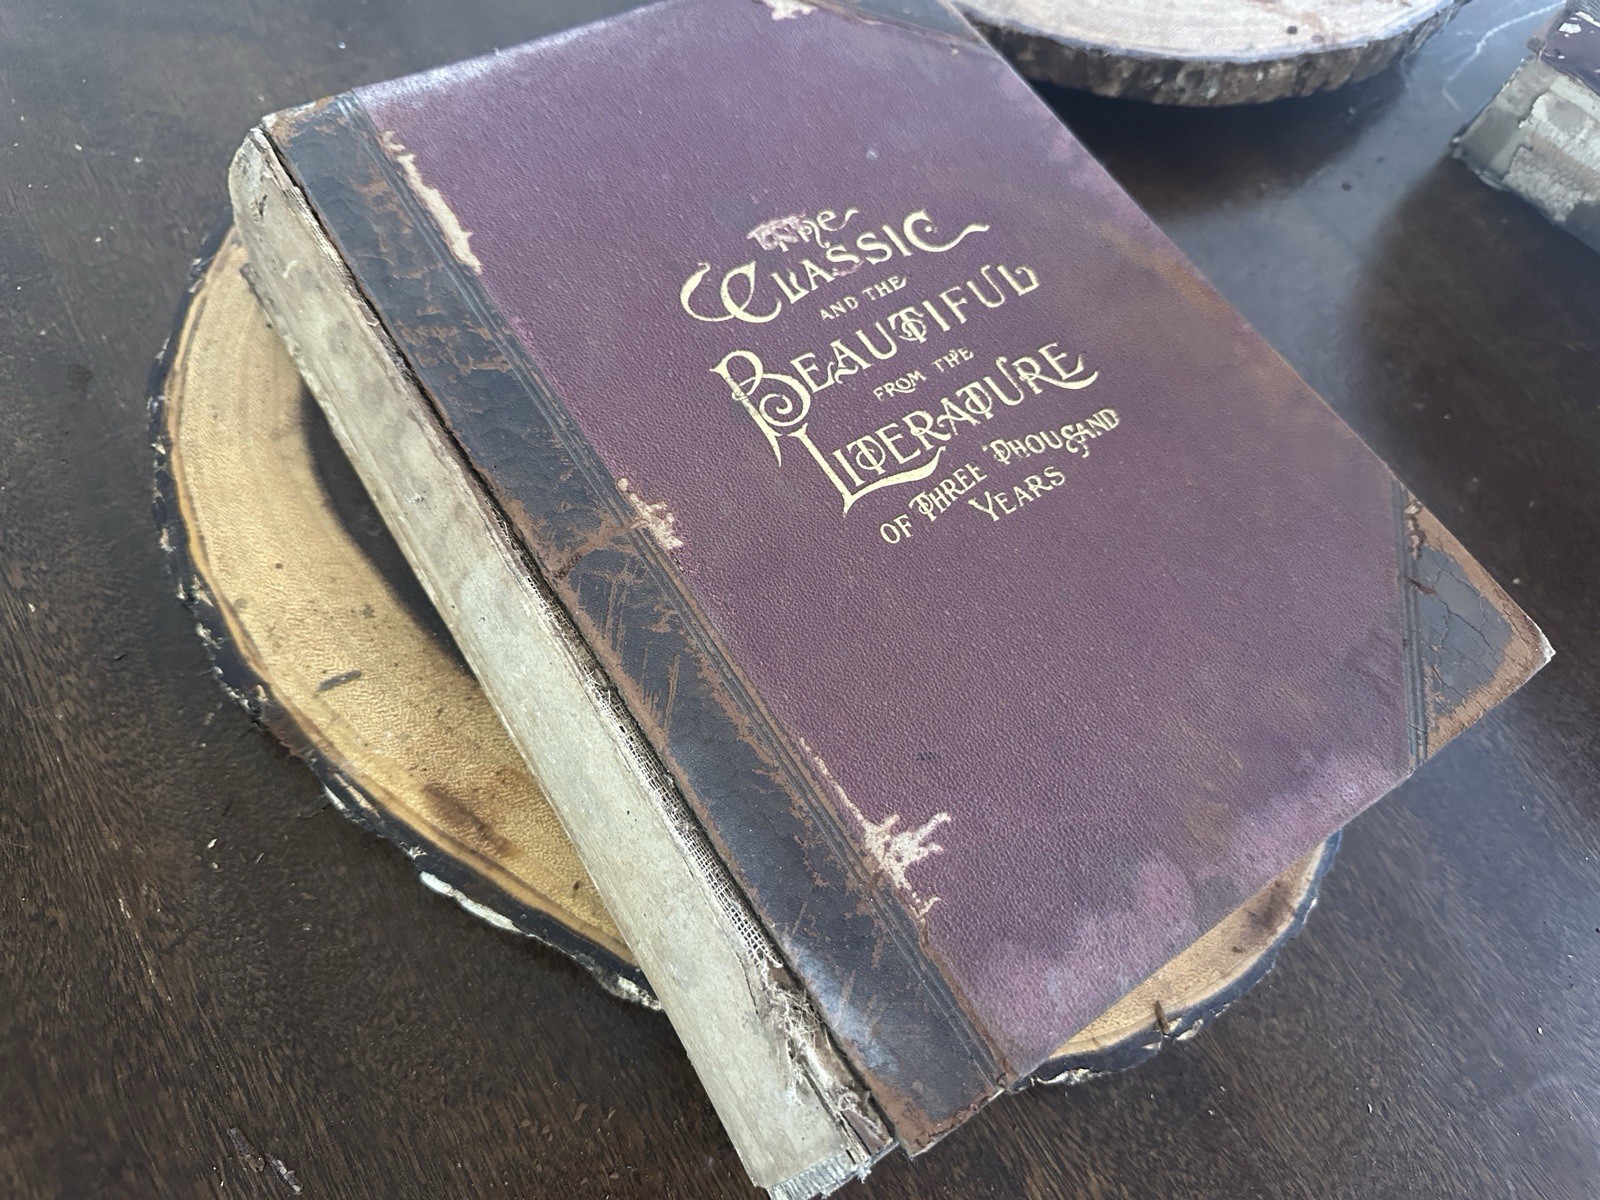 The
Classic
and the
Beautiful
from the
Literature
of Three Thousand
Years